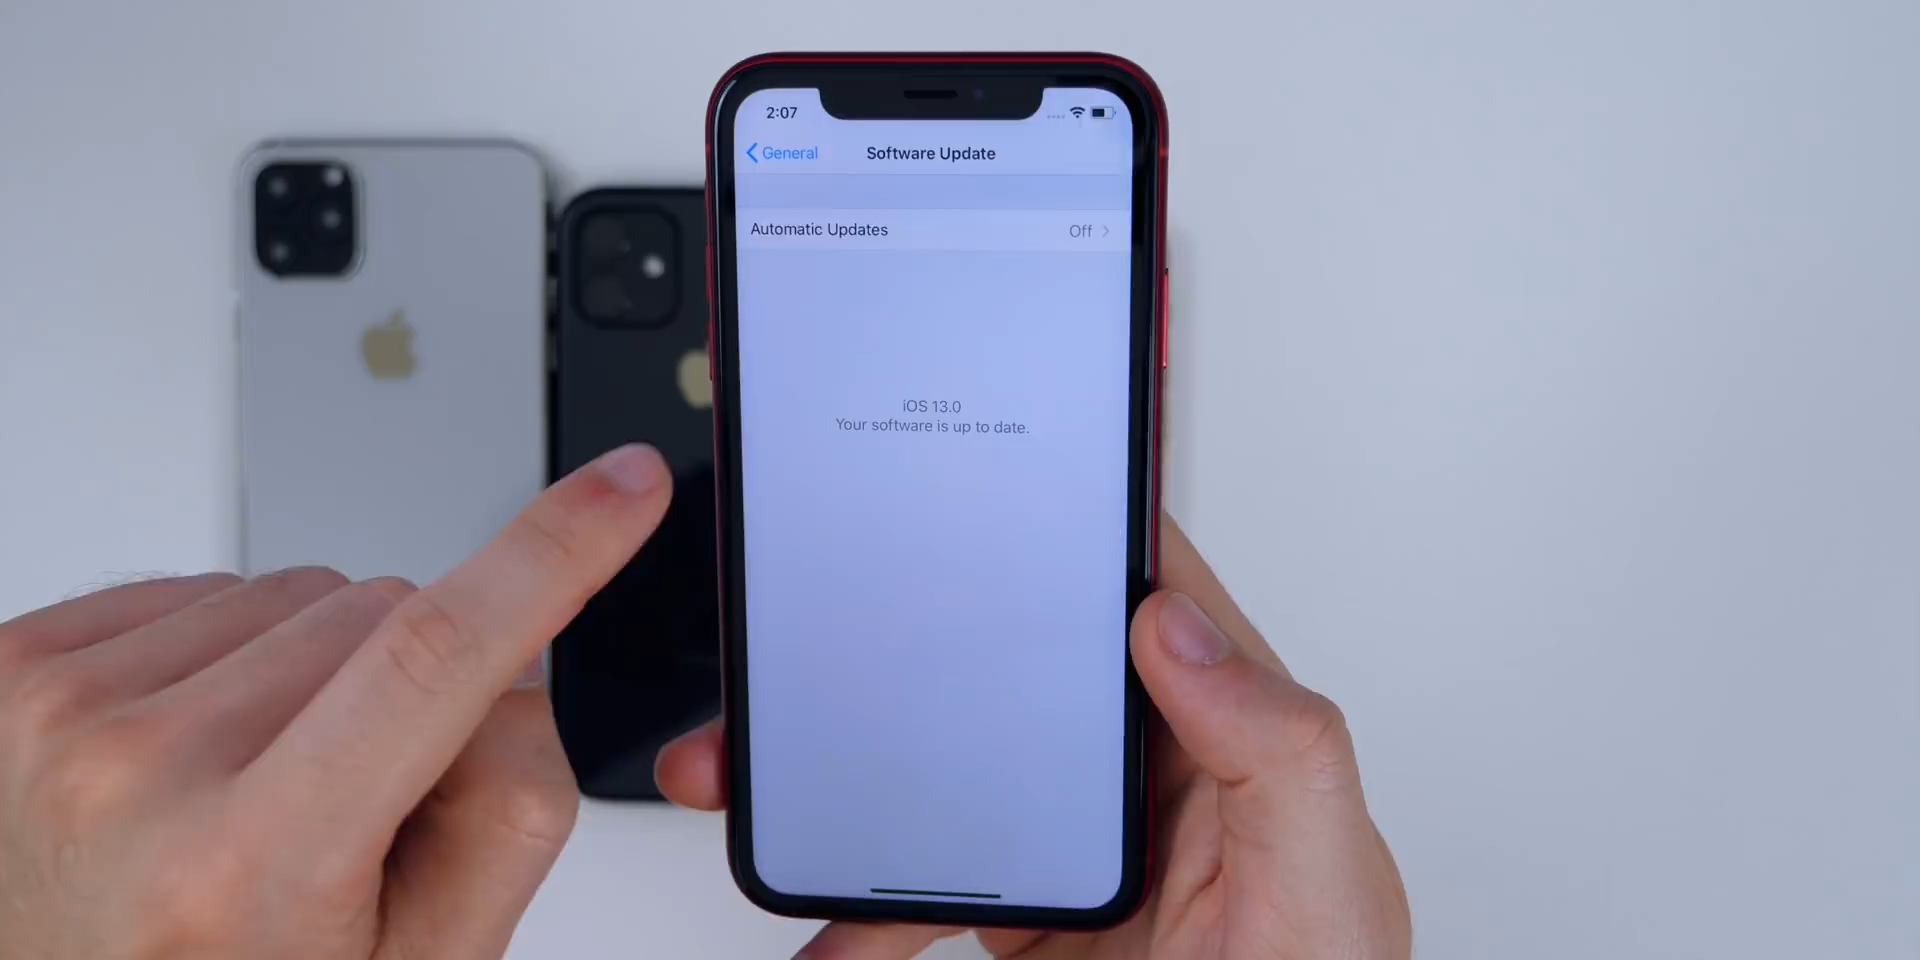 2:07
General
Software Update
Automatic Updates
Off
iOS 13.0
Your software is up to date.